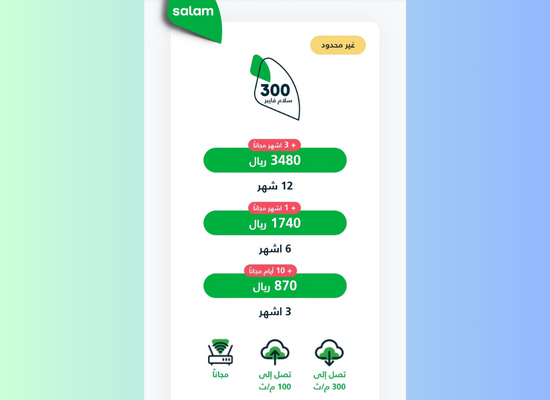 salam
غير محدود
300
سلام فايبر
+ 3 اشهر مجاناً
3480 ريال
12 شهر
+ 1 اشهر مجاناً
1740 ريال
6 اشهر
+ 10 أيام مجاناً
870 ريال
3 اشهر
تصل إلى
300 م/ث
تصل إلى
100 م/ث
مجاناً